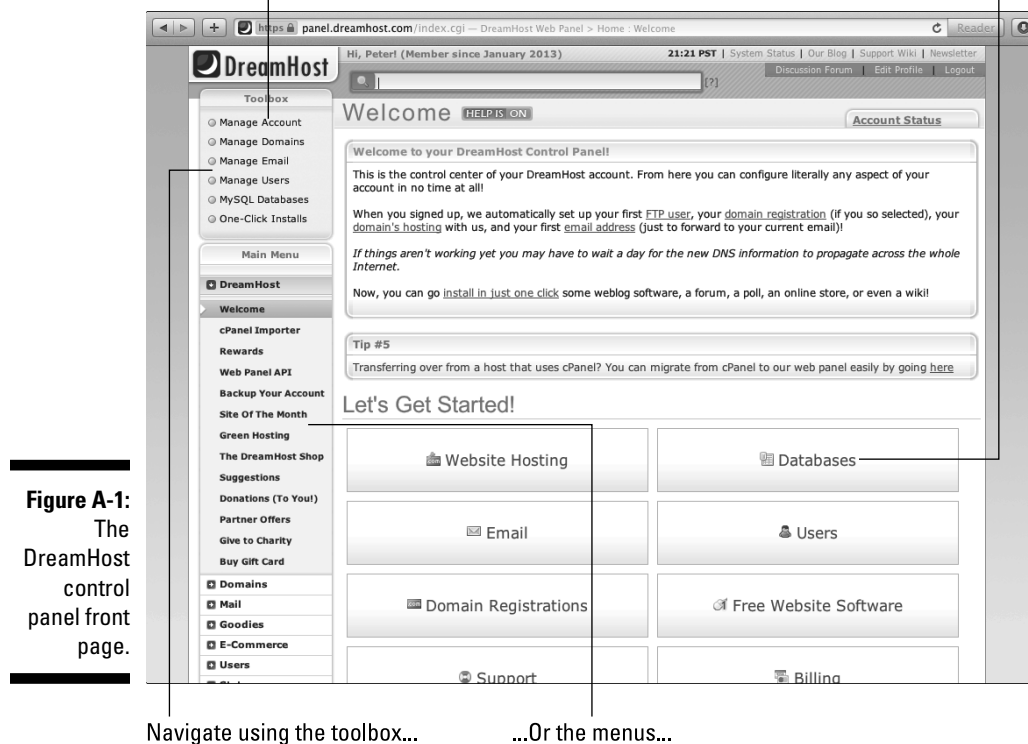 https panel.dreamhost.com/index.cgi — DreamHost Web Panel > Home : Welcome
Reader
DreamHost
Hi, Peter! (Member since January 2013)
21:21 PST | System Status | Our Blog | Support Wiki | Newsletter
Discussion Forum | Edit Profile | Logout
[?]
Toolbox
Manage Account
Manage Domains
Manage Email
Manage Users
MySQL Databases
One-Click Installs
Main Menu
DreamHost
Welcome
cPanel Importer
Rewards
Web Panel API
Backup Your Account
Site Of The Month
Green Hosting
The DreamHost Shop
Suggestions
Donations (To You!)
Partner Offers
Give to Charity
Buy Gift Card
Domains
Mail
Goodies
E-Commerce
Users
Welcome HELP IS ON
Account Status
Welcome to your DreamHost Control Panel!
This is the control center of your DreamHost account. From here you can configure literally any aspect of your
account in no time at all!
When you signed up, we automatically set up your first FTP user, your domain registration (if you so selected), your
domain's hosting with us, and your first email address (just to forward to your current email)!
If things aren't working yet you may have to wait a day for the new DNS information to propagate across the whole
Internet.
Now, you can go install in just one click some weblog software, a forum, a poll, an online store, or even a wiki!
Tip #5
Transferring over from a host that uses cPanel? You can migrate from cPanel to our web panel easily by going here
Let's Get Started!
Website Hosting
Databases
Email
Users
Domain Registrations
Free Website Software
Support
Billing
Figure A-1:
The
DreamHost
control
panel front
page.
Navigate using the toolbox...
...Or the menus...